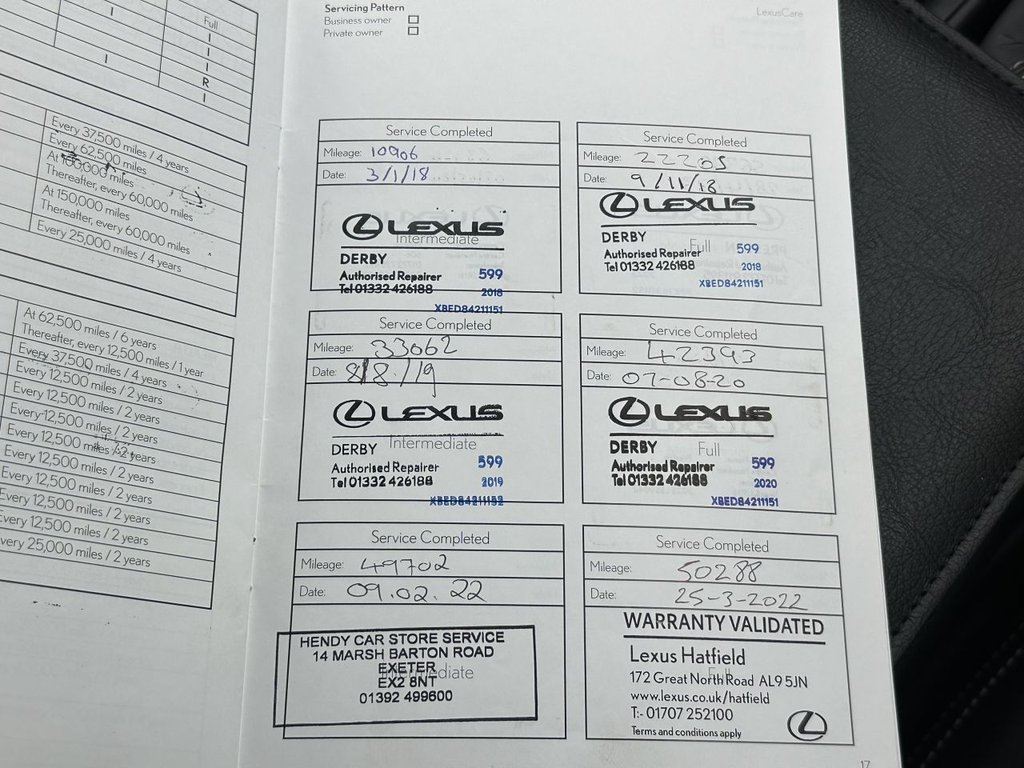 Full
I
I
I
I
R
I
I
Every 37,500 miles / 4 years
Every 62,500 miles
At 100,000 miles
Thereafter, every 60,000 miles
At 150,000 miles
Thereafter, every 60,000 miles
Every 25,000 miles / 4 years
At 62,500 miles / 6 years
Thereafter, every 12,500 miles / 1 year
Every 37,500 miles / 4 years
Every 12,500 miles / 2 years
Every 12,500 miles / 2 years
Every 12,500 miles / 2 years
Every 12,500 miles / 2 years
Every 12,500 miles / 2 years
Every 12,500 miles / 2 years
Every 12,500 miles / 2 years
Every 12,500 miles / 2 years
Every 25,000 miles / 2 years
Servicing Pattern
Business owner
Private owner
LexusCare
Service Completed
Mileage: 10906
Date: 3/1/18
LEXUS
Intermediate
DERBY
Authorised Repairer 599
Tel 01332 426188 2018
XBED84211151
Service Completed
Mileage: 22205
Date: 9/11/18
LEXUS
DERBY Full
Authorised Repairer 599
Tel 01332 426188 2018
XBED84211151
Service Completed
Mileage: 33062
Date: 8/8/19
LEXUS
DERBY Intermediate
Authorised Repairer 599
Tel 01332 426188 2019
XBED84211152
Service Completed
Mileage: 42393
Date: 07-08-20
LEXUS
DERBY Full
Authorised Repairer 599
Tel 01332 426188 2020
XBED84211151
Service Completed
Mileage: 49702
Date: 09.02.22
HENDY CAR STORE SERVICE
14 MARSH BARTON ROAD
EXETER
Intermediate
EX2 8NT
01392 499600
Service Completed
Mileage: 50288
Date: 25-3-2022
WARRANTY VALIDATED
Lexus Hatfield
Full
172 Great North Road AL9 5JN
www.lexus.co.uk/hatfield
T:- 01707 252100
Terms and conditions apply
17